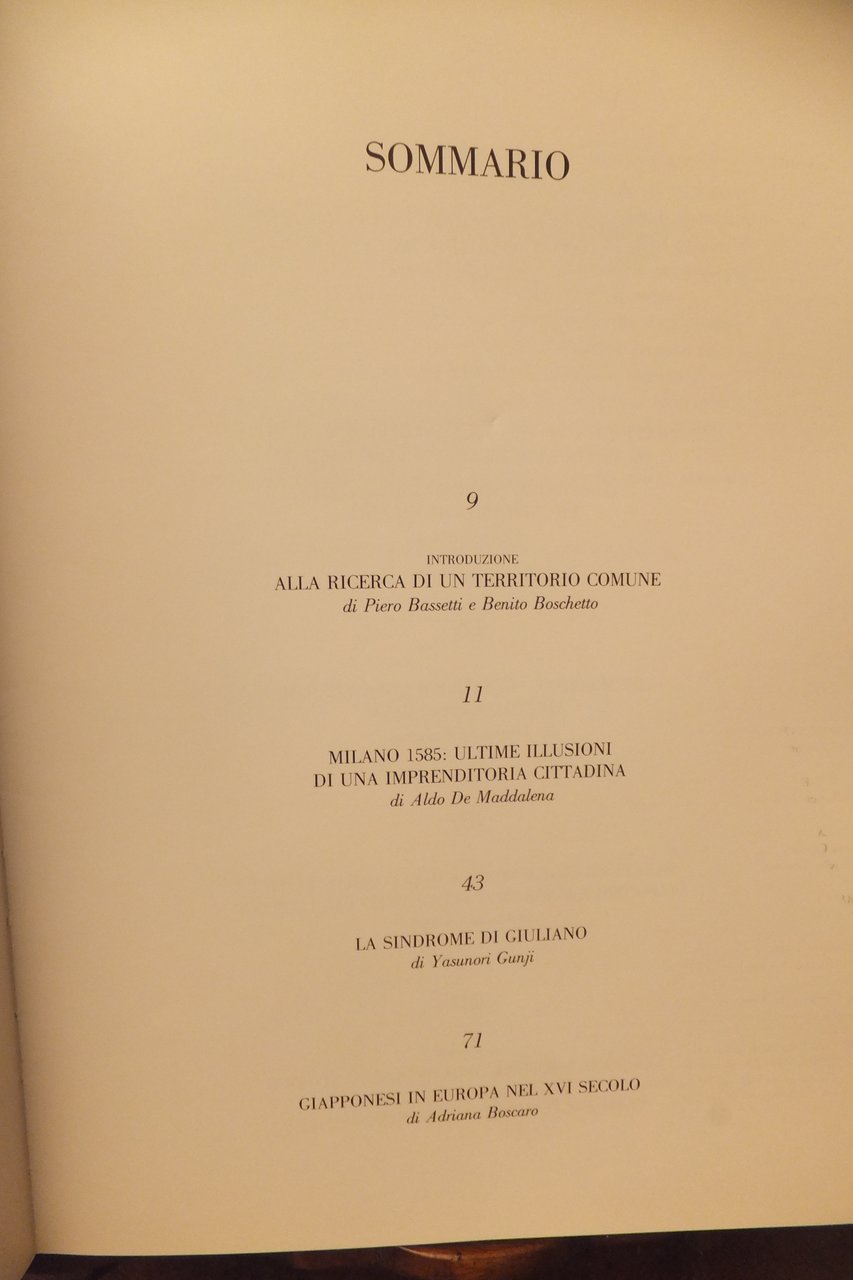 SOMMARIO
9
INTRODUZIONE
ALLA RICERCA DI UN TERRITORIO COMUNE
di Piero Bassetti e Benito Boschetto
11
MILANO 1585: ULTIME ILLUSIONI
DI UNA IMPRENDITORIA CITTADINA
di Aldo De Maddalena
43
LA SINDROME DI GIULIANO
di Yasunori Gunji
71
GIAPPONESI IN EUROPA NEL XVI SECOLO
di Adriana Boscaro